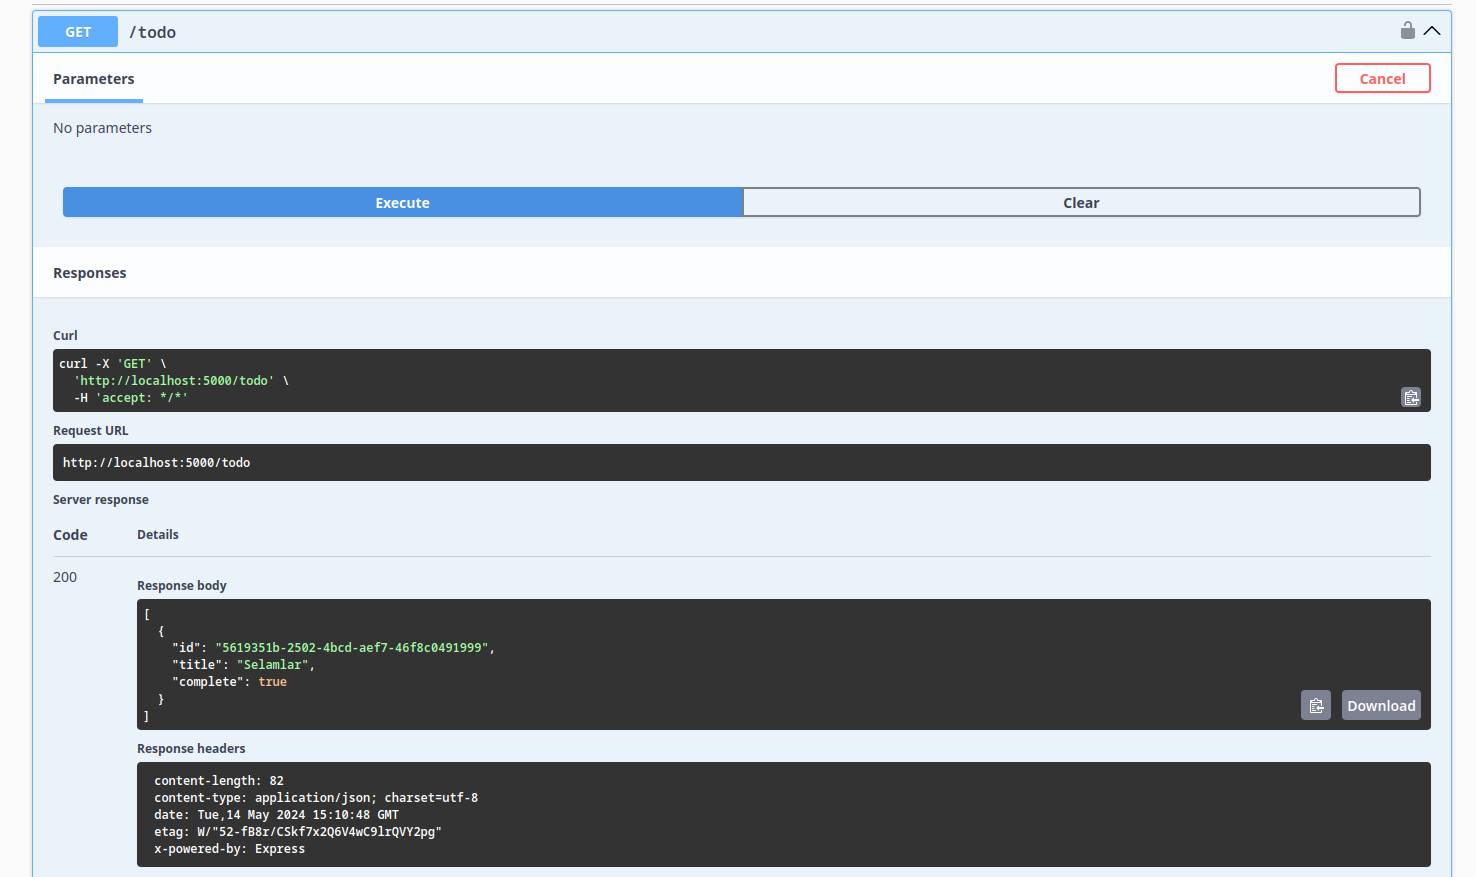 GET /todo
Parameters
Cancel
No parameters
Execute
Clear
Responses
Curl
curl -X 'GET' \
  'http://localhost:5000/todo' \
  -H 'accept: */*'
Request URL
http://localhost:5000/todo
Server response
Code Details
200
Response body
[
  {
    "id": "5619351b-2502-4bcd-aef7-46f8c0491999",
    "title": "Selamlar",
    "complete": true
  }
]
Download
Response headers
content-length: 82
content-type: application/json; charset=utf-8
date: Tue,14 May 2024 15:10:48 GMT
etag: W/"52-fB8r/CSkf7x2Q6V4wC9lrQVY2pg"
x-powered-by: Express